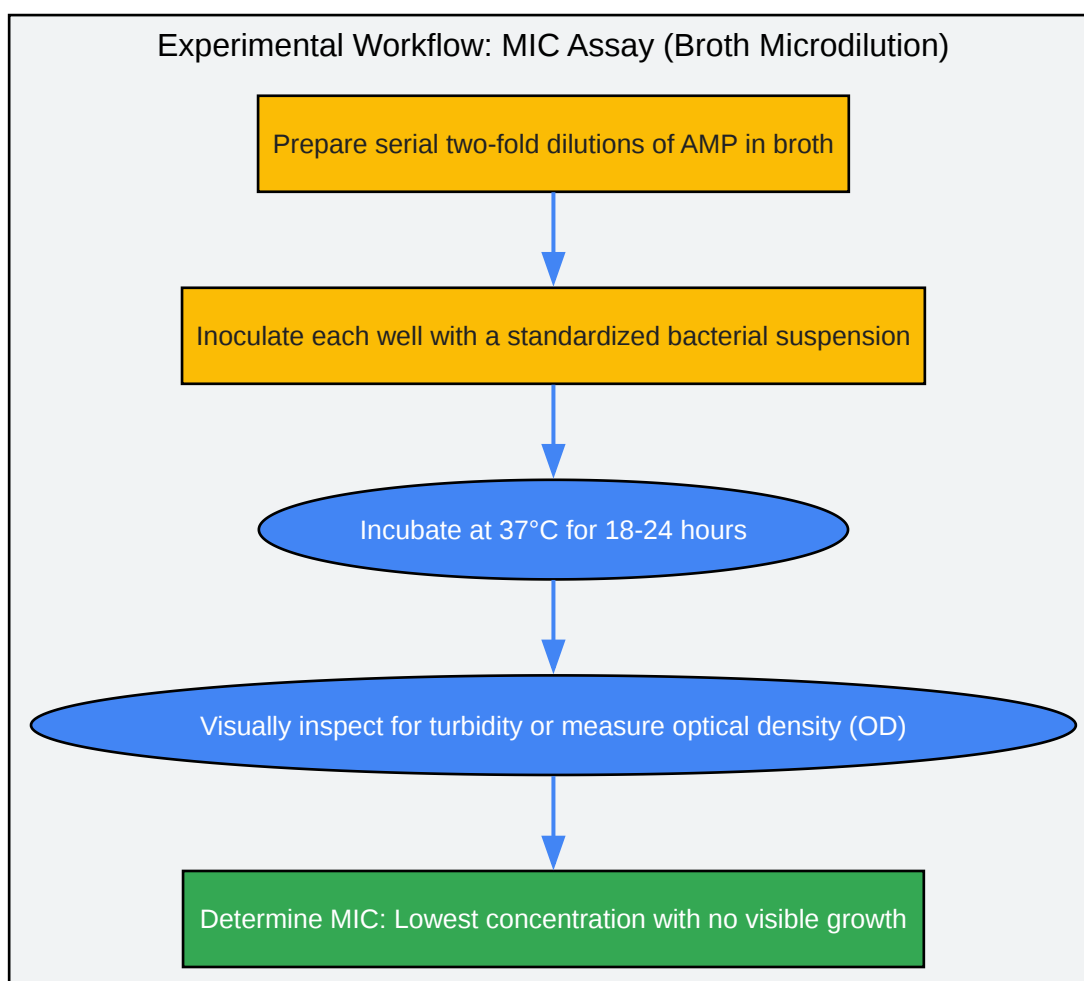 Experimental Workflow: MIC Assay (Broth Microdilution)
Prepare serial two-fold dilutions of AMP in broth
Inoculate each well with a standardized bacterial suspension
Incubate at 37°C for 18-24 hours
Visually inspect for turbidity or measure optical density (OD)
Determine MIC: Lowest concentration with no visible growth